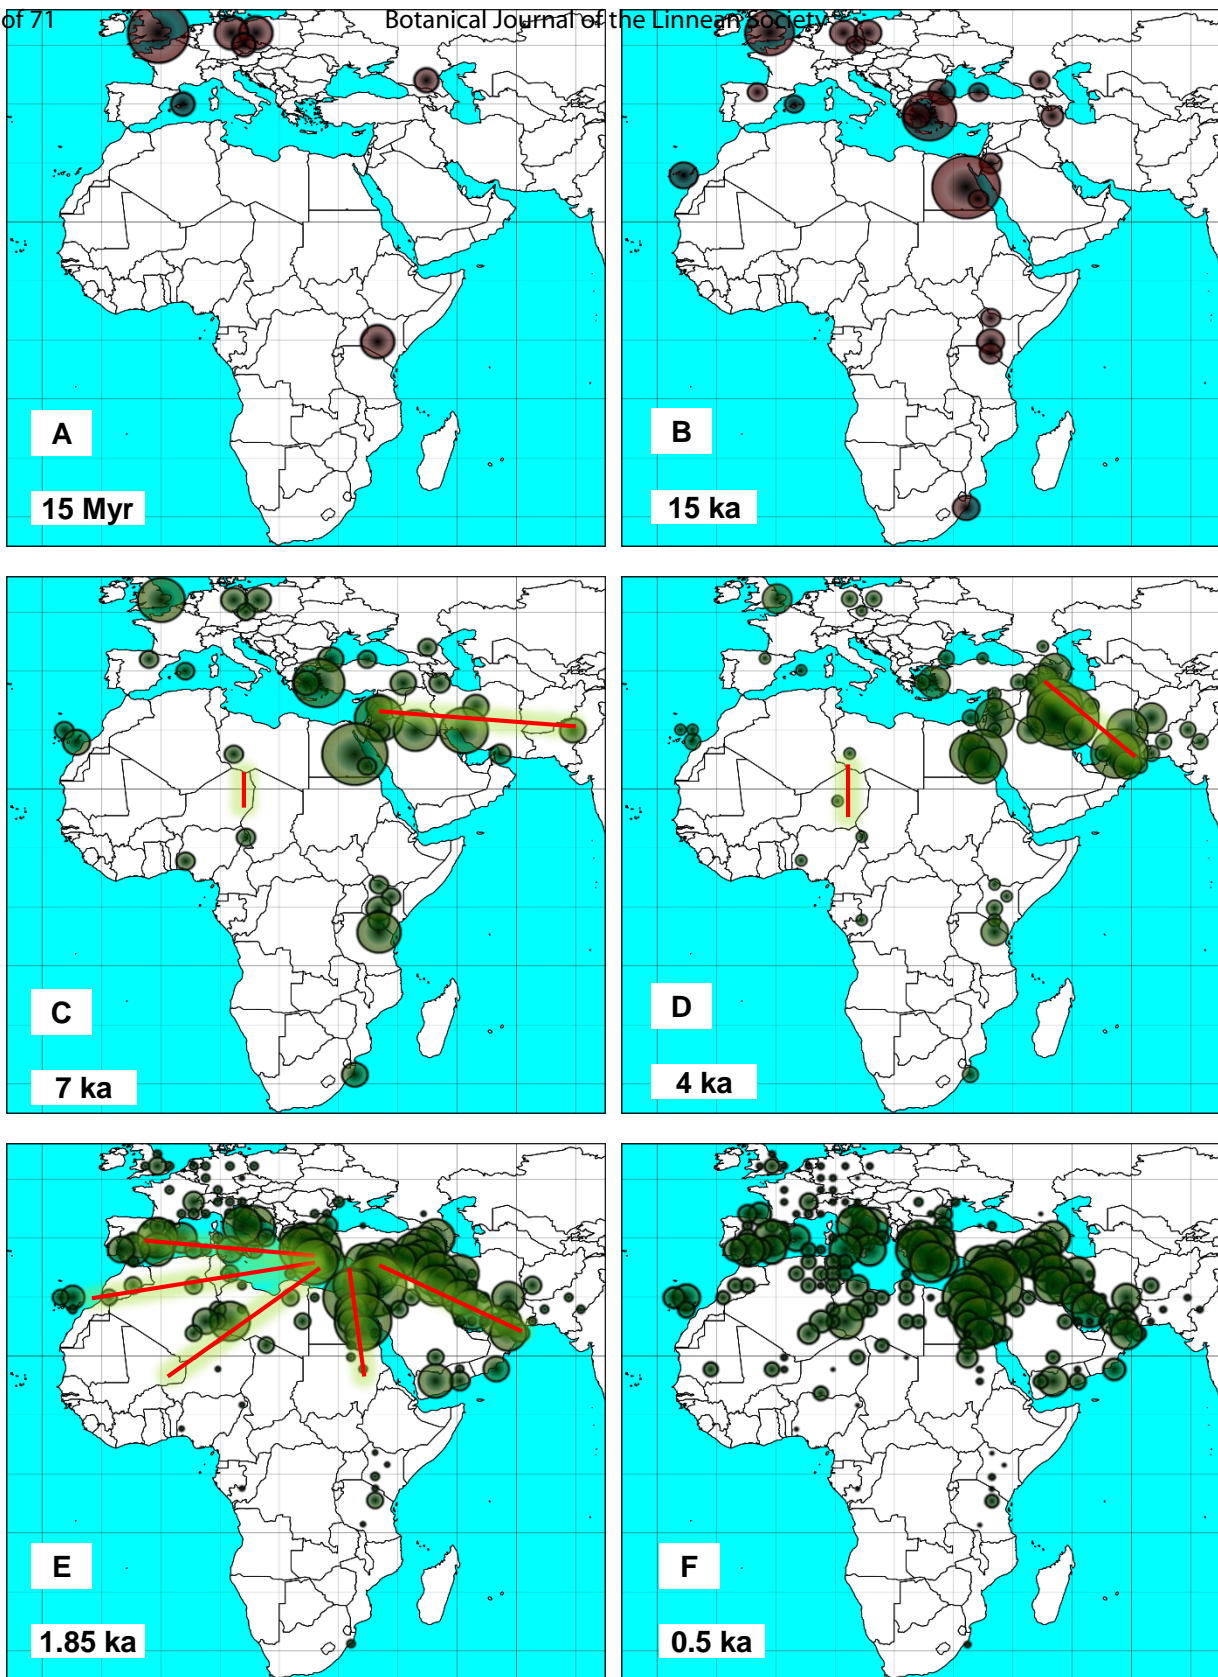 of 71
Botanical Journal of the Linnean Society
A
15 Myr
B
15 ka
C
7 ka
D
4 ka
E
1.85 ka
F
0.5 ka